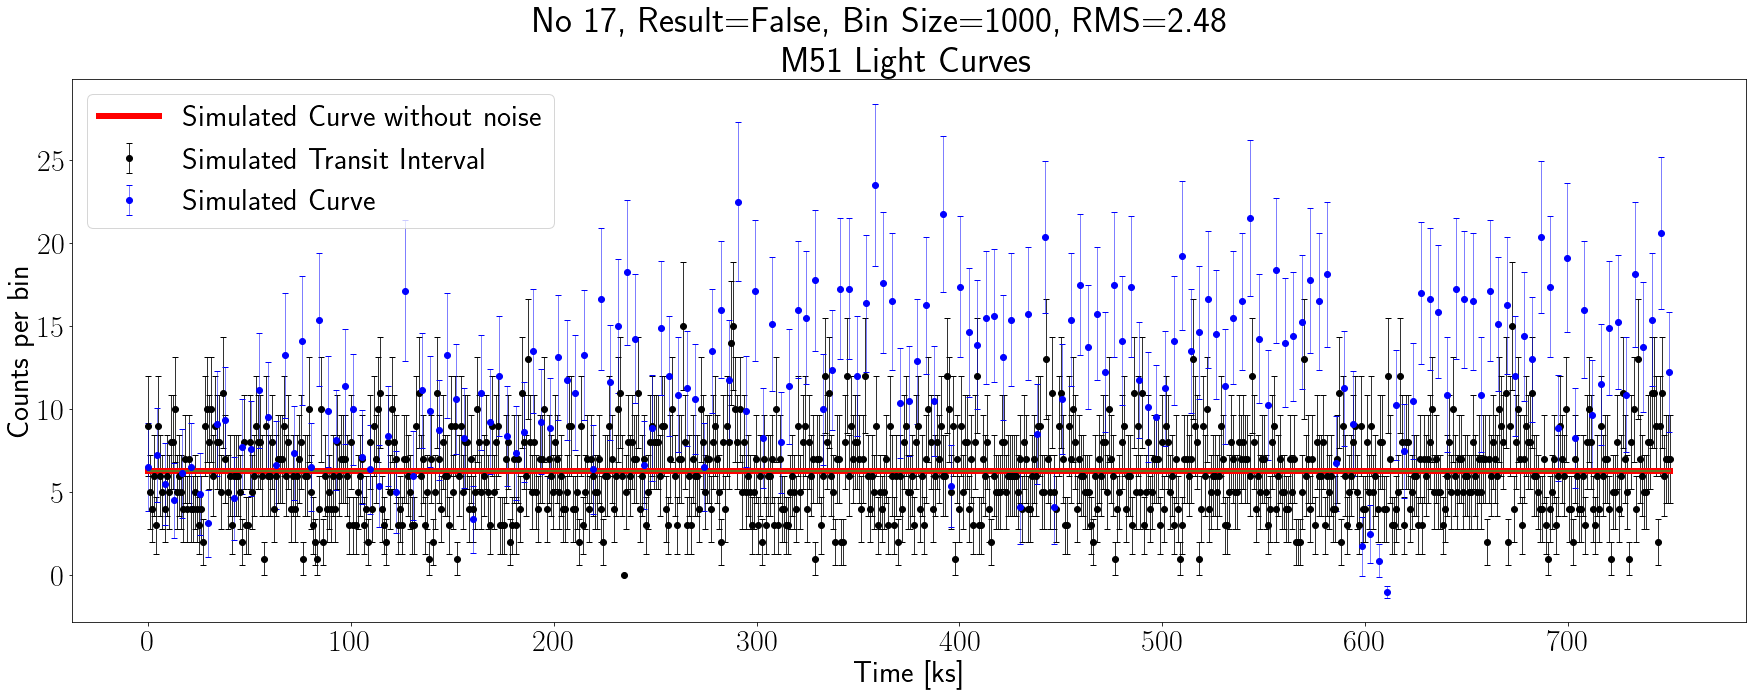 No 17, Result=False, Bin Size=1000, RMS=2.48
M51 Light Curves
Simulated Curve without noise
Simulated Transit Interval
Simulated Curve
Counts per bin
25
20
15
10
5
0
0 100 200 300 400 500 600 700
Time [ks]